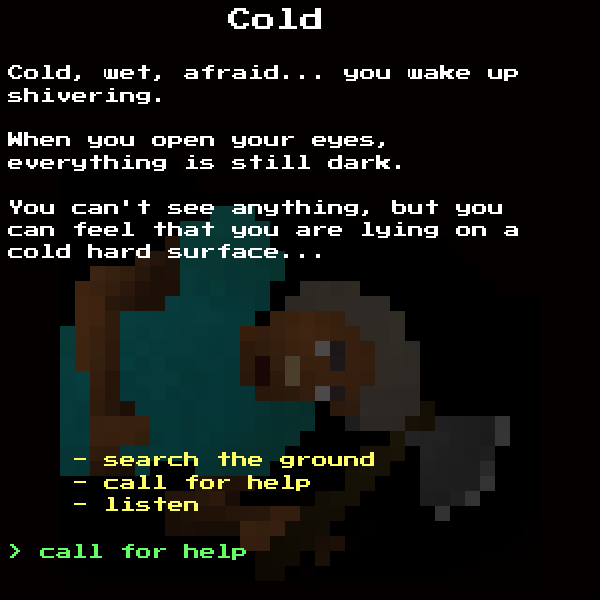 Cold
Cold, wet, afraid... you wake up
shivering.
When you open your eyes,
everything is still dark.
You can't see anything, but you
can feel that you are lying on a
cold hard surface...
- search the ground
- call for help
- listen
> call for help